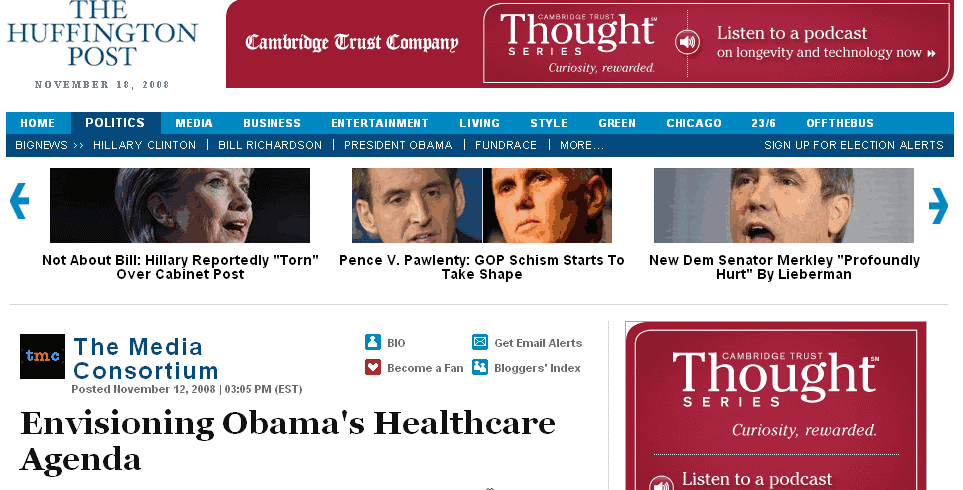 THE
HUFFINGTON
POST
NOVEMBER 18, 2008
Cambridge Trust Company
CAMBRIDGE TRUST
Thought SM
SERIES
Curiosity, rewarded.
Listen to a podcast
on longevity and technology now »
HOME POLITICS MEDIA BUSINESS ENTERTAINMENT LIVING STYLE GREEN CHICAGO 23/6 OFFTHEBUS
BIGNEWS >> HILLARY CLINTON | BILL RICHARDSON | PRESIDENT OBAMA | FUNDRACE | MORE... SIGN UP FOR ELECTION ALERTS
Not About Bill: Hillary Reportedly "Torn"
Over Cabinet Post
Pence V. Pawlenty: GOP Schism Starts To
Take Shape
New Dem Senator Merkley "Profoundly
Hurt" By Lieberman
tmc
The Media
Consortium
BIO
Get Email Alerts
Become a Fan
Bloggers' Index
Posted November 12, 2008 | 03:05 PM (EST)
Envisioning Obama's Healthcare
Agenda
CAMBRIDGE TRUST
Thought SM
SERIES
Curiosity, rewarded.
Listen to a podcast